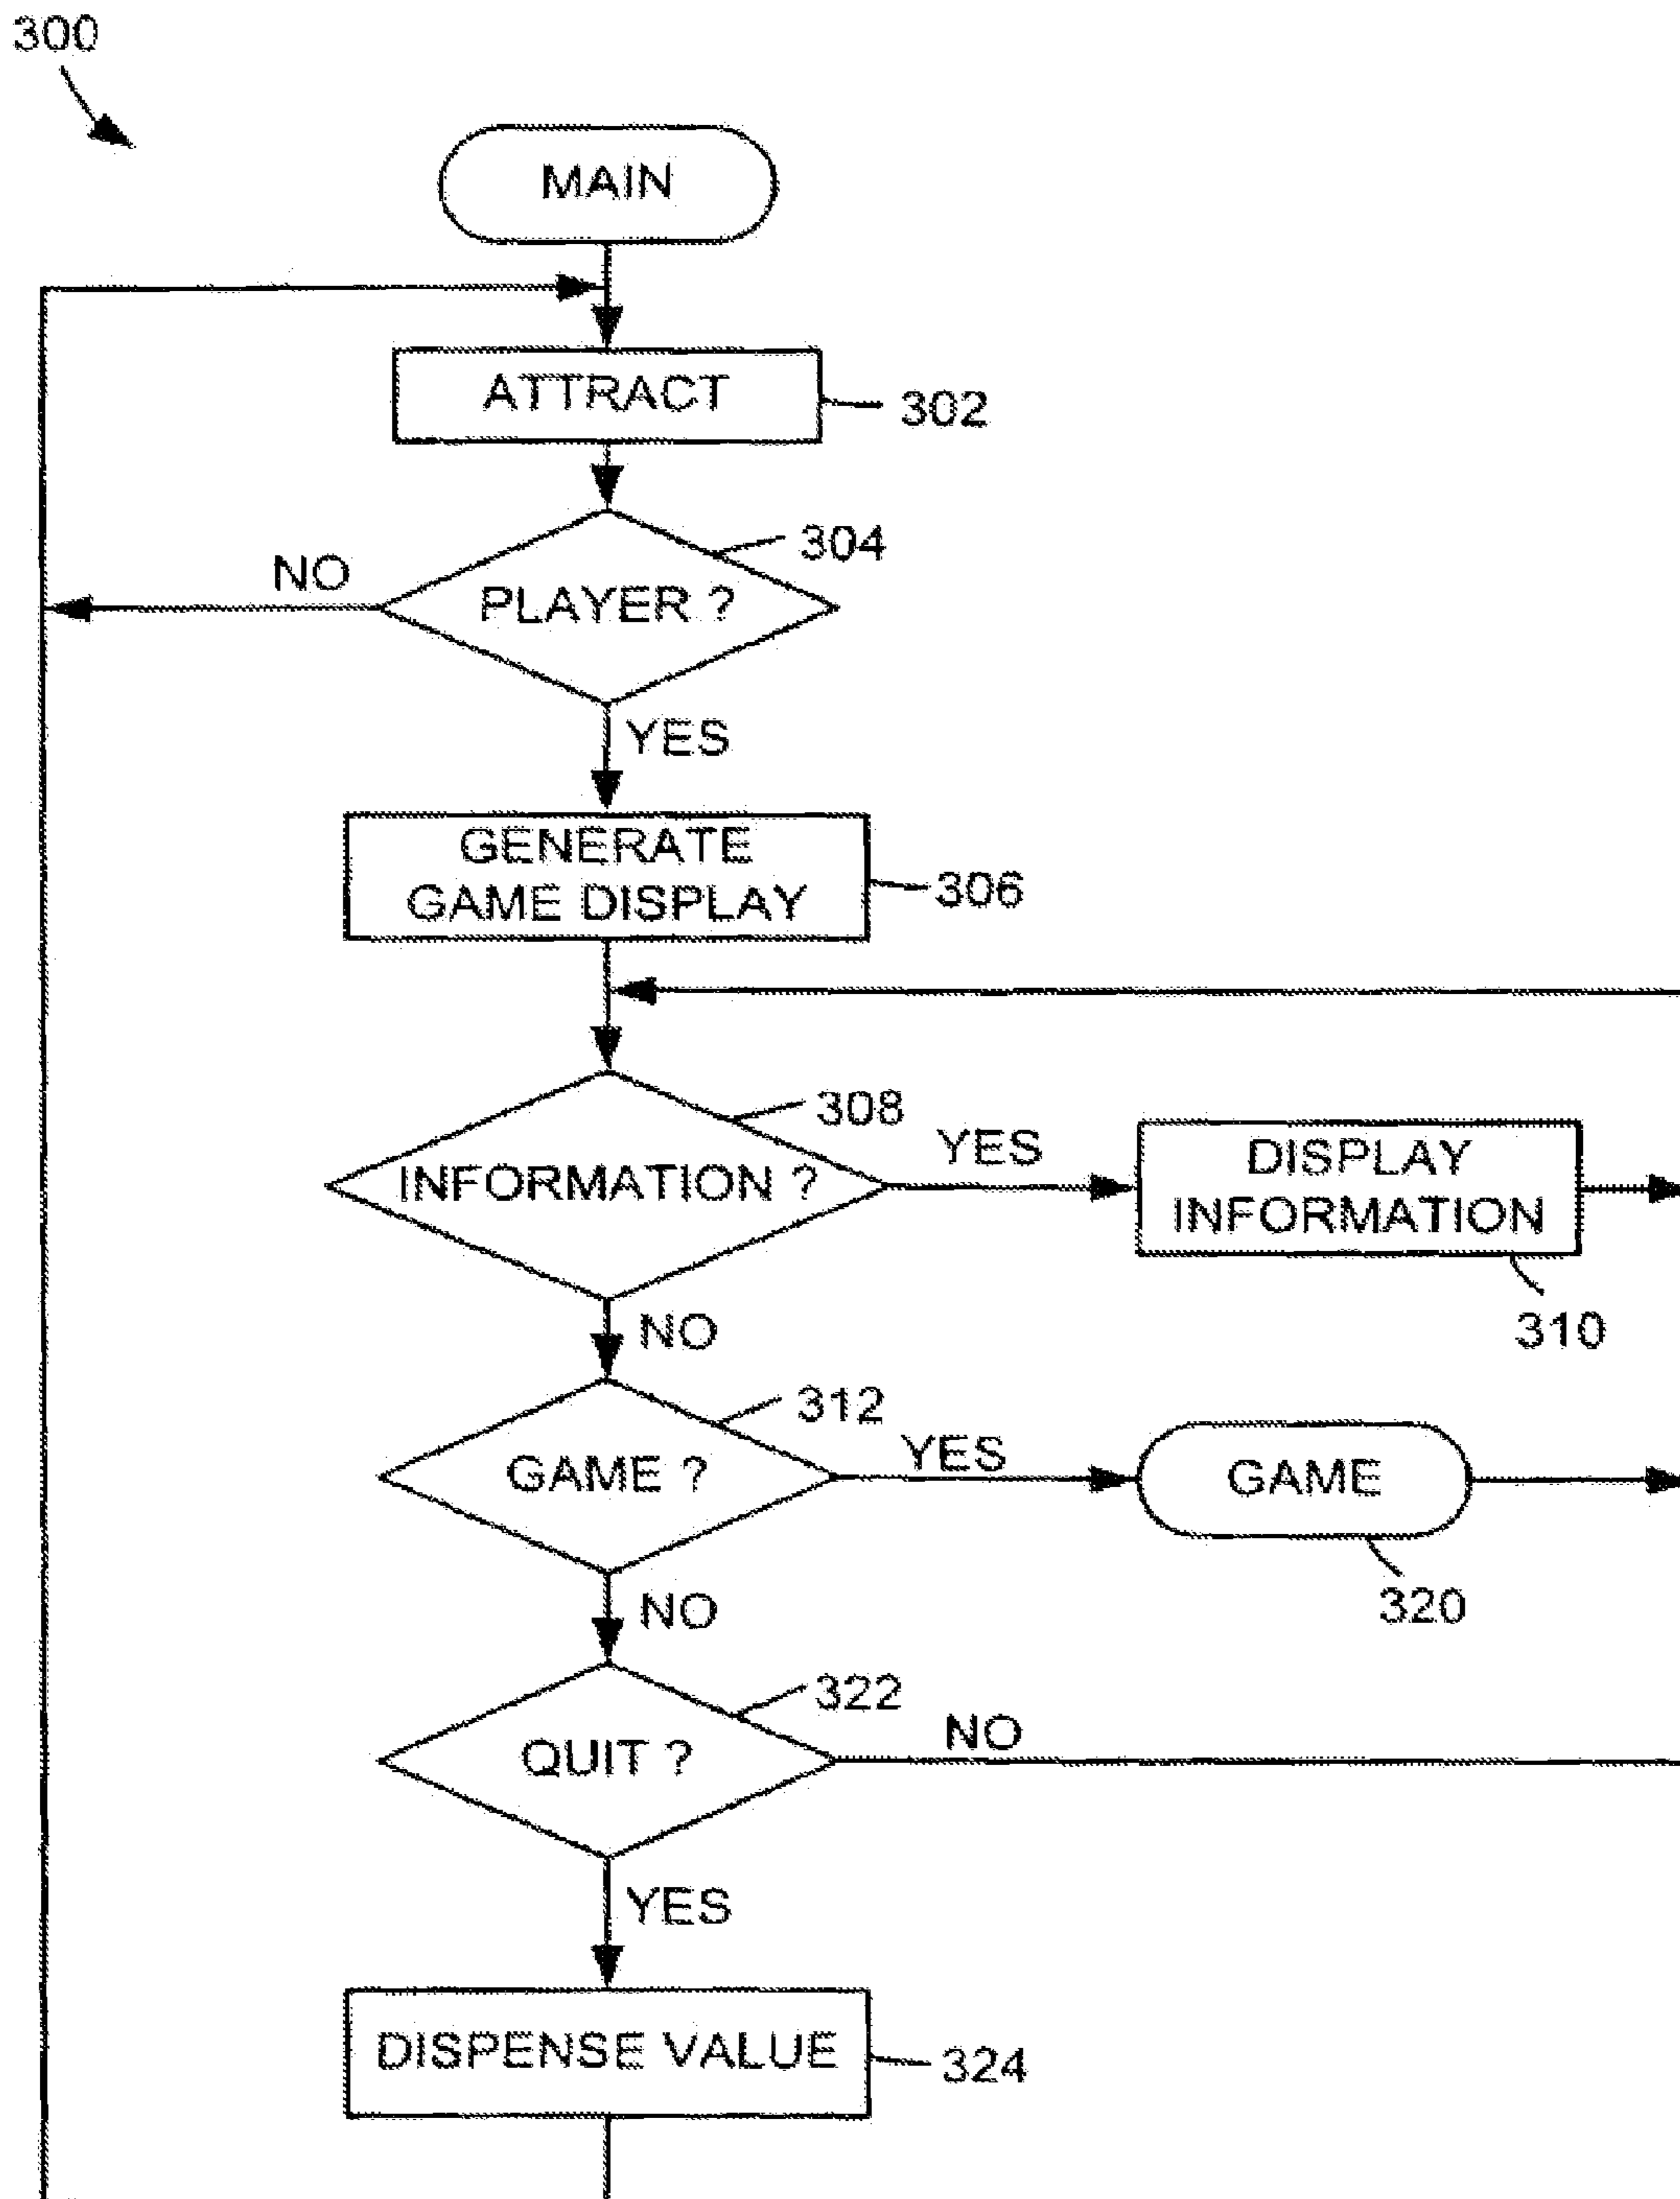 300
MAIN
ATTRACT
302
304
NO
PLAYER ?
YES
GENERATE
GAME DISPLAY
306
308
INFORMATION ?
YES
DISPLAY
INFORMATION
310
NO
312
GAME ?
YES
GAME
320
NO
322
QUIT ?
NO
YES
DISPENSE VALUE
324